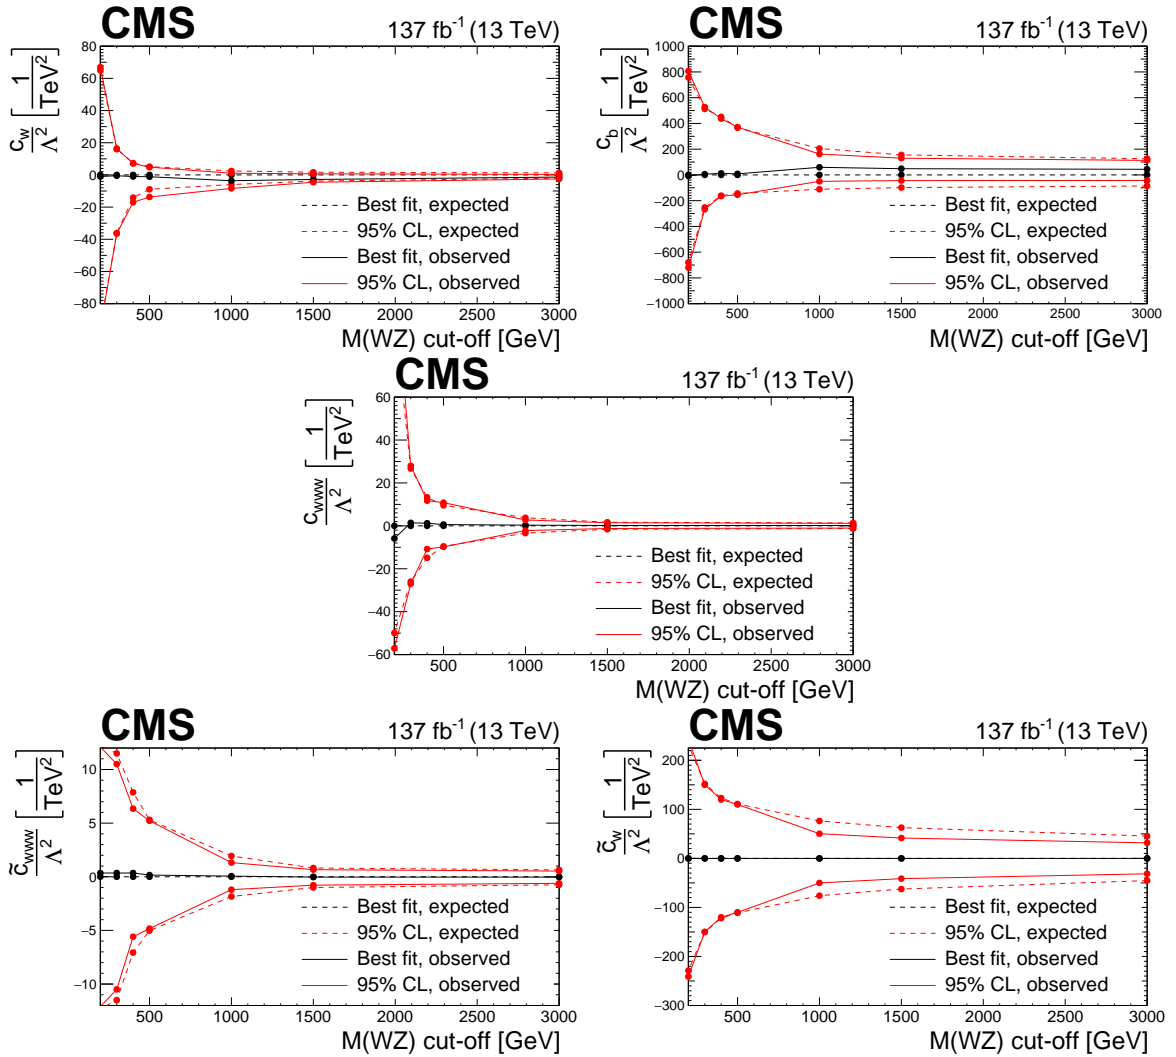 CMS 137 fb⁻¹ (13 TeV)
c_w/Λ² [1/TeV²]
80
60
40
20
0
−20
−40
−60
−80
Best fit, expected
95% CL, expected
Best fit, observed
95% CL, observed
500 1000 1500 2000 2500 3000
M(WZ) cut-off [GeV]
CMS 137 fb⁻¹ (13 TeV)
c_b/Λ² [1/TeV²]
1000
800
600
400
200
0
−200
−400
−600
−800
−1000
Best fit, expected
95% CL, expected
Best fit, observed
95% CL, observed
500 1000 1500 2000 2500 3000
M(WZ) cut-off [GeV]
CMS 137 fb⁻¹ (13 TeV)
c_www/Λ² [1/TeV²]
60
40
20
0
−20
−40
−60
Best fit, expected
95% CL, expected
Best fit, observed
95% CL, observed
500 1000 1500 2000 2500 3000
M(WZ) cut-off [GeV]
CMS 137 fb⁻¹ (13 TeV)
c̃_www/Λ² [1/TeV²]
10
5
0
−5
−10
Best fit, expected
95% CL, expected
Best fit, observed
95% CL, observed
500 1000 1500 2000 2500 3000
M(WZ) cut-off [GeV]
CMS 137 fb⁻¹ (13 TeV)
c̃_w/Λ² [1/TeV²]
200
100
0
−100
−200
−300
Best fit, expected
95% CL, expected
Best fit, observed
95% CL, observed
500 1000 1500 2000 2500 3000
M(WZ) cut-off [GeV]